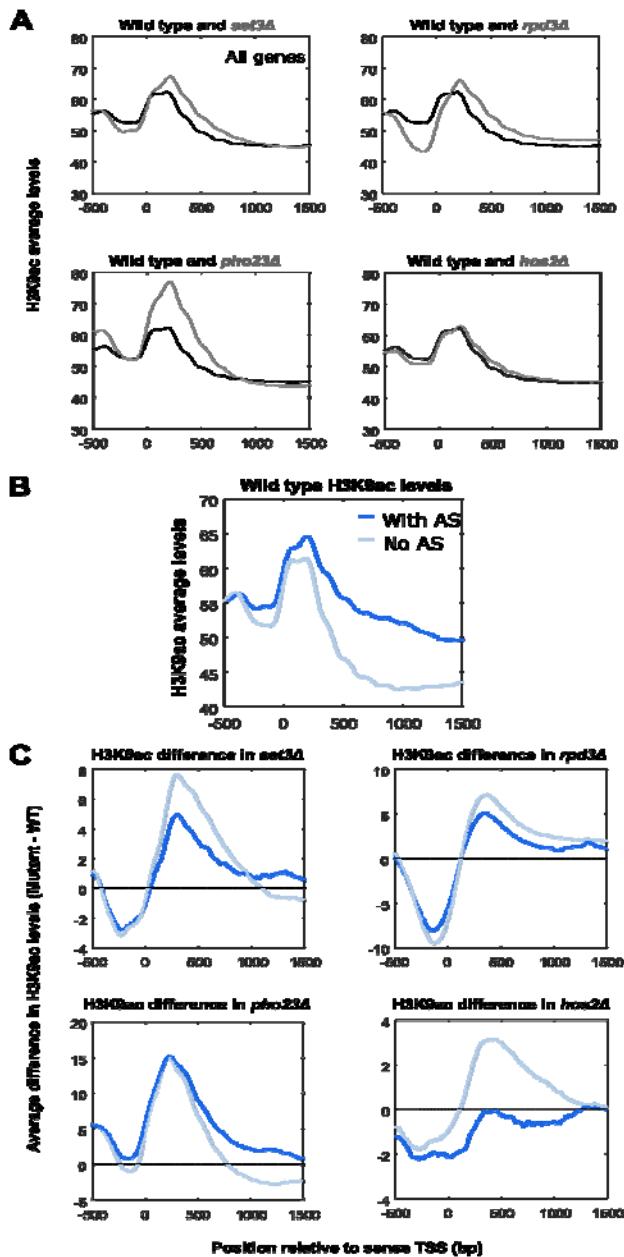 A
Wild type and set3Δ
Wild type and rpd3Δ
All genes
80
70
60
50
40
30
-500 0 500 1000 1500
80
70
60
50
40
30
-500 0 500 1000 1500
Wild type and pho23Δ
Wild type and hos2Δ
80
70
60
50
40
30
-500 0 500 1000 1500
80
70
60
50
40
30
-500 0 500 1000 1500
H3K9ac average levels
B
Wild type H3K9ac levels
With AS
No AS
70
65
60
55
50
45
40
-500 0 500 1000 1500
H3K9ac average levels
C
H3K9ac difference in set3Δ
H3K9ac difference in rpd3Δ
8
6
4
2
0
-2
-4
-500 0 500 1000 1500
10
5
0
-5
-10
-500 0 500 1000 1500
H3K9ac difference in pho23Δ
H3K9ac difference in hos2Δ
20
15
10
5
0
-5
-500 0 500 1000 1500
4
2
0
-2
-4
-500 0 500 1000 1500
Average difference in H3K9ac levels (Mutant - WT)
Position relative to sense TSS (bp)